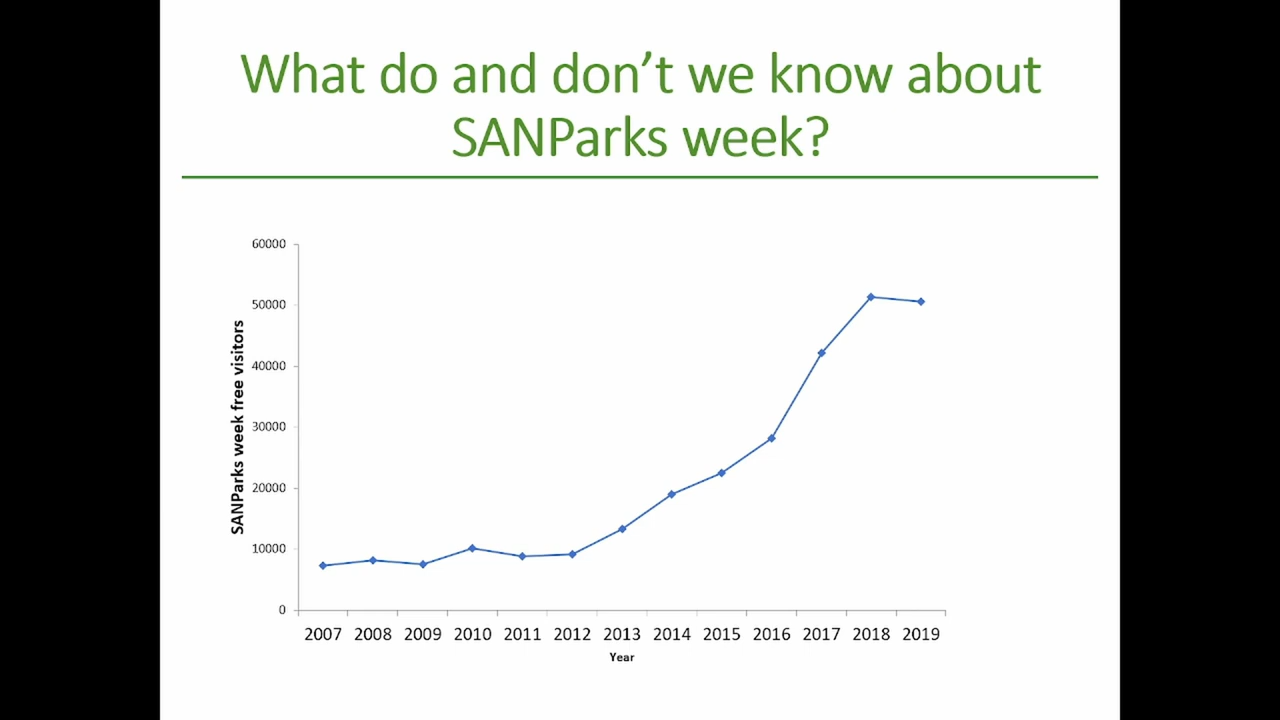 What do and don't we know about
SANParks week?
60000
50000
40000
30000
20000
10000
0
SANParks week free visitors
2007 2008 2009 2010 2011 2012 2013 2014 2015 2016 2017 2018 2019
Year